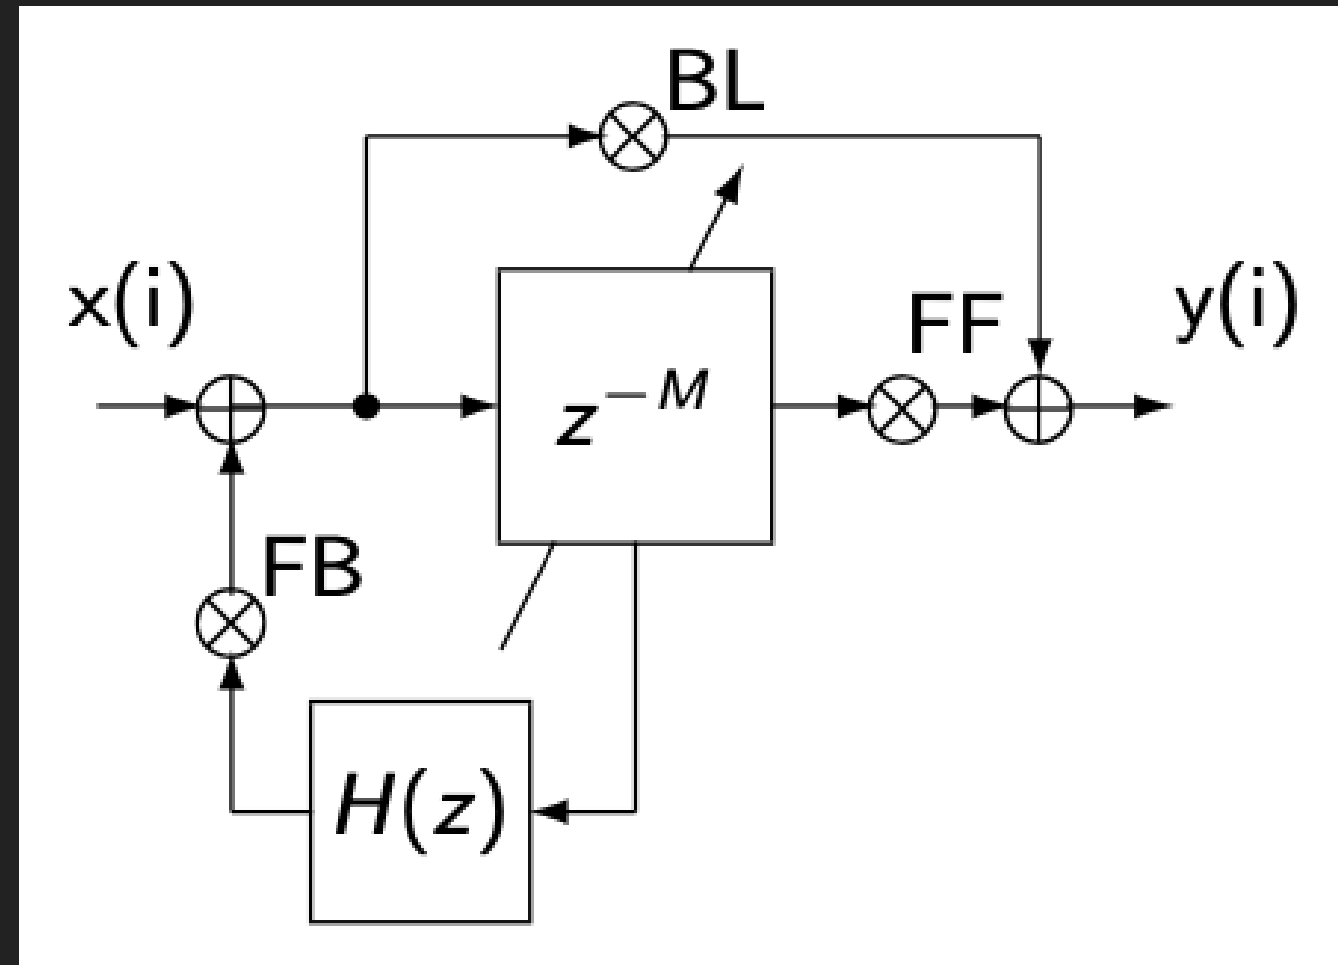 BL
x(i)
FF
y(i)
z^{-M}
FB
H(z)